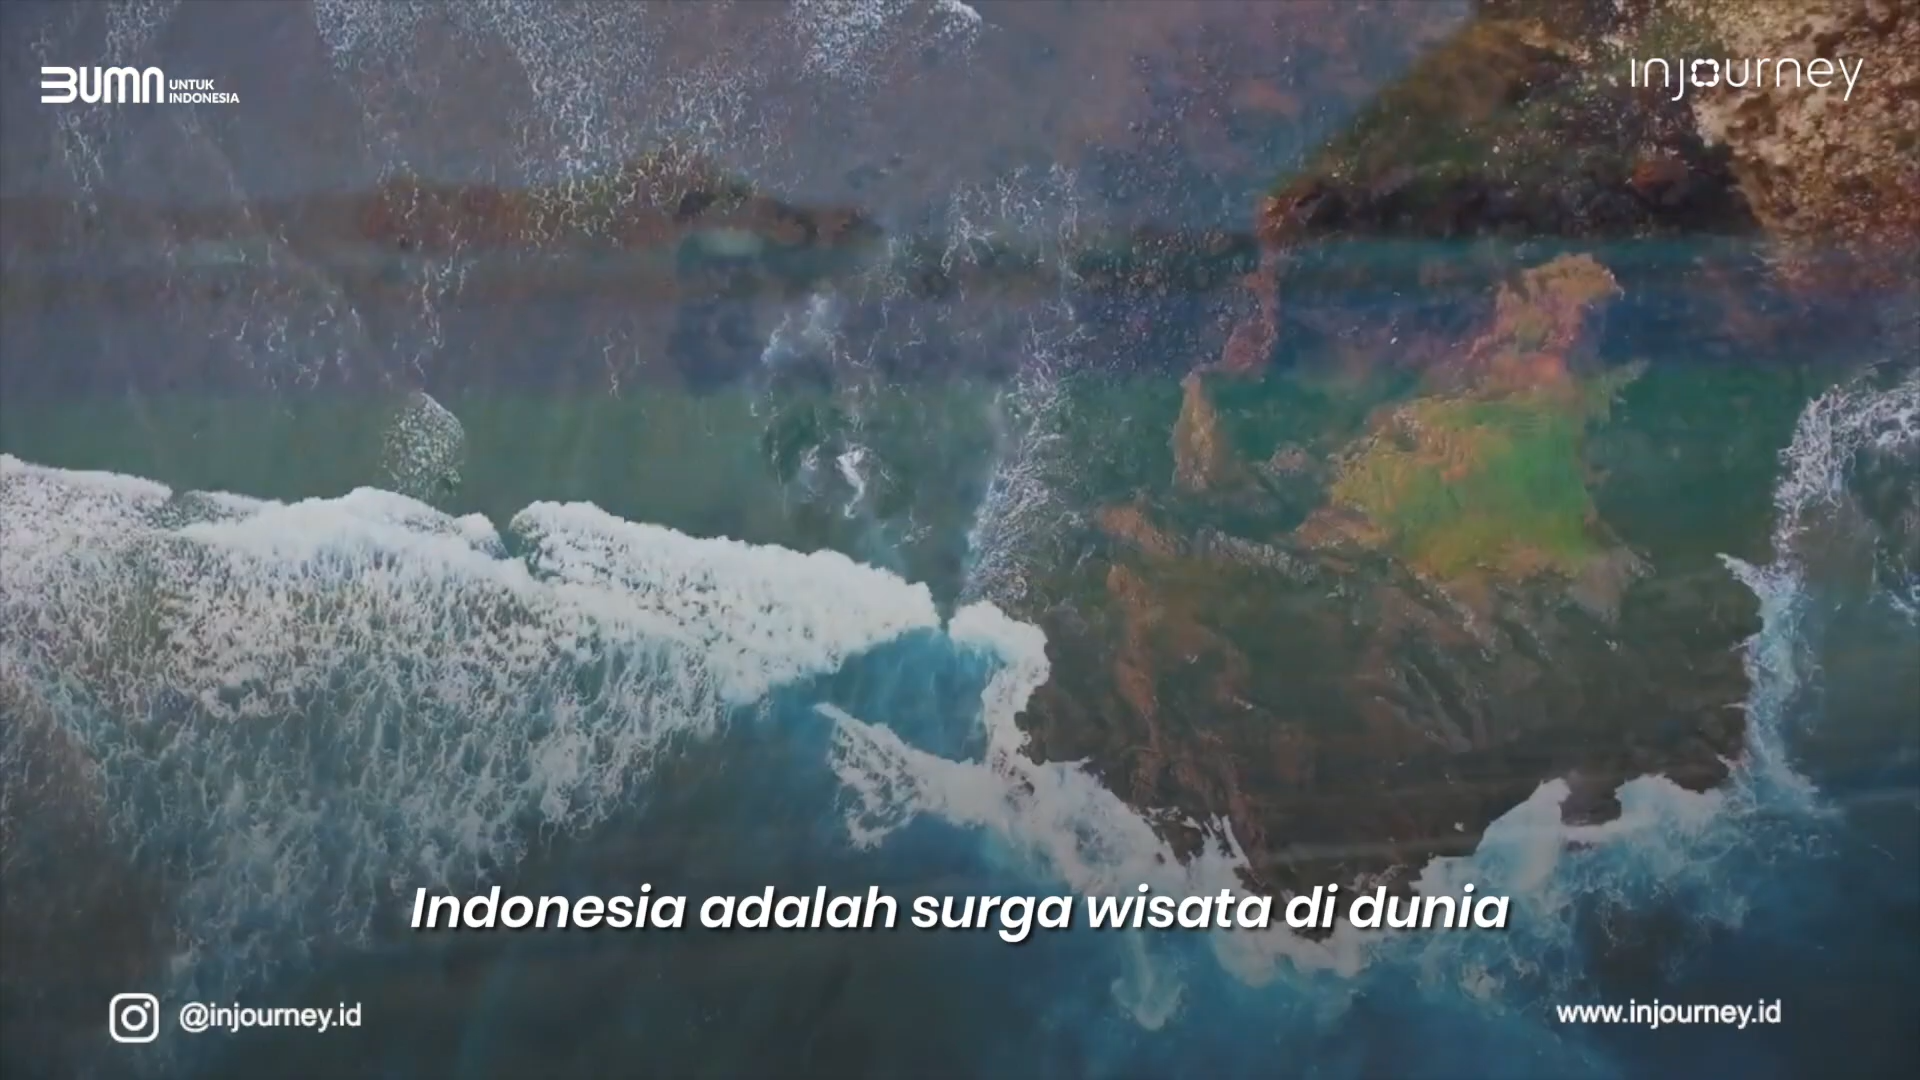 BUMN UNTUK
INDONESIA
injourney
Indonesia adalah surga wisata di dunia
@injourney.id
www.injourney.id